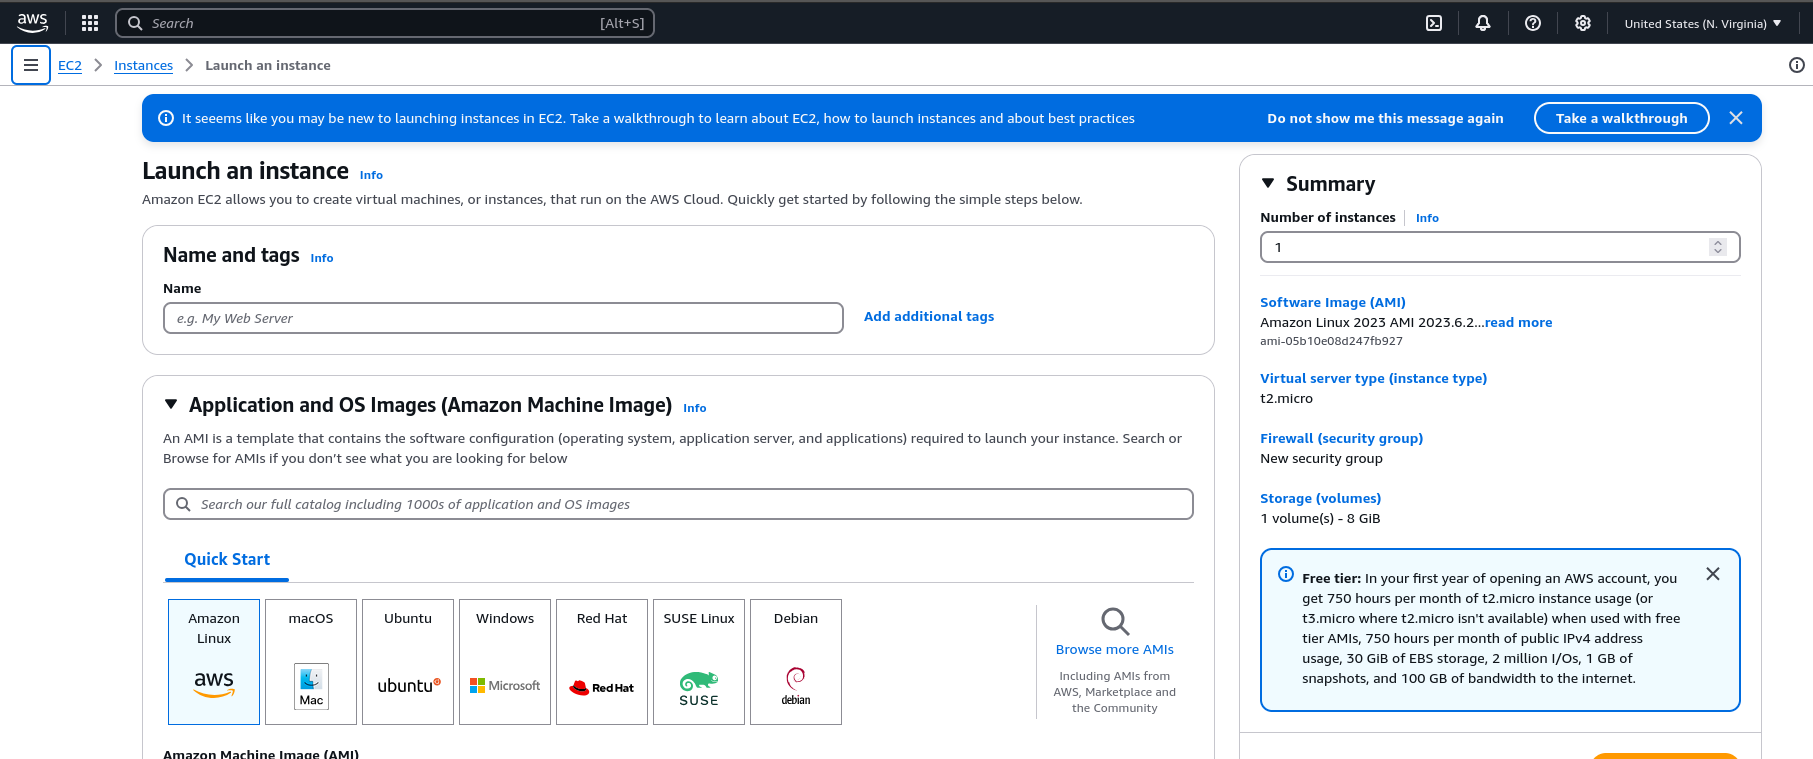 aws
Search [Alt+S]
United States (N. Virginia)
EC2 Instances Launch an instance
It seeems like you may be new to launching instances in EC2. Take a walkthrough to learn about EC2, how to launch instances and about best practices
Do not show me this message again
Take a walkthrough
Launch an instance Info
Amazon EC2 allows you to create virtual machines, or instances, that run on the AWS Cloud. Quickly get started by following the simple steps below.
Name and tags Info
Name
e.g. My Web Server
Add additional tags
Application and OS Images (Amazon Machine Image) Info
An AMI is a template that contains the software configuration (operating system, application server, and applications) required to launch your instance. Search or
Browse for AMIs if you don't see what you are looking for below
Search our full catalog including 1000s of application and OS images
Quick Start
Amazon
Linux
aws
macOS
Mac
Ubuntu
ubuntu
Windows
Microsoft
Red Hat
Red Hat
SUSE Linux
SUSE
Debian
debian
Browse more AMIs
Including AMIs from
AWS, Marketplace and
the Community
Amazon Machine Image (AMI)
Summary
Number of instances Info
1
Software Image (AMI)
Amazon Linux 2023 AMI 2023.6.2...read more
ami-05b10e08d247fb927
Virtual server type (instance type)
t2.micro
Firewall (security group)
New security group
Storage (volumes)
1 volume(s) - 8 GiB
Free tier: In your first year of opening an AWS account, you
get 750 hours per month of t2.micro instance usage (or
t3.micro where t2.micro isn't available) when used with free
tier AMIs, 750 hours per month of public IPv4 address
usage, 30 GiB of EBS storage, 2 million I/Os, 1 GB of
snapshots, and 100 GB of bandwidth to the internet.